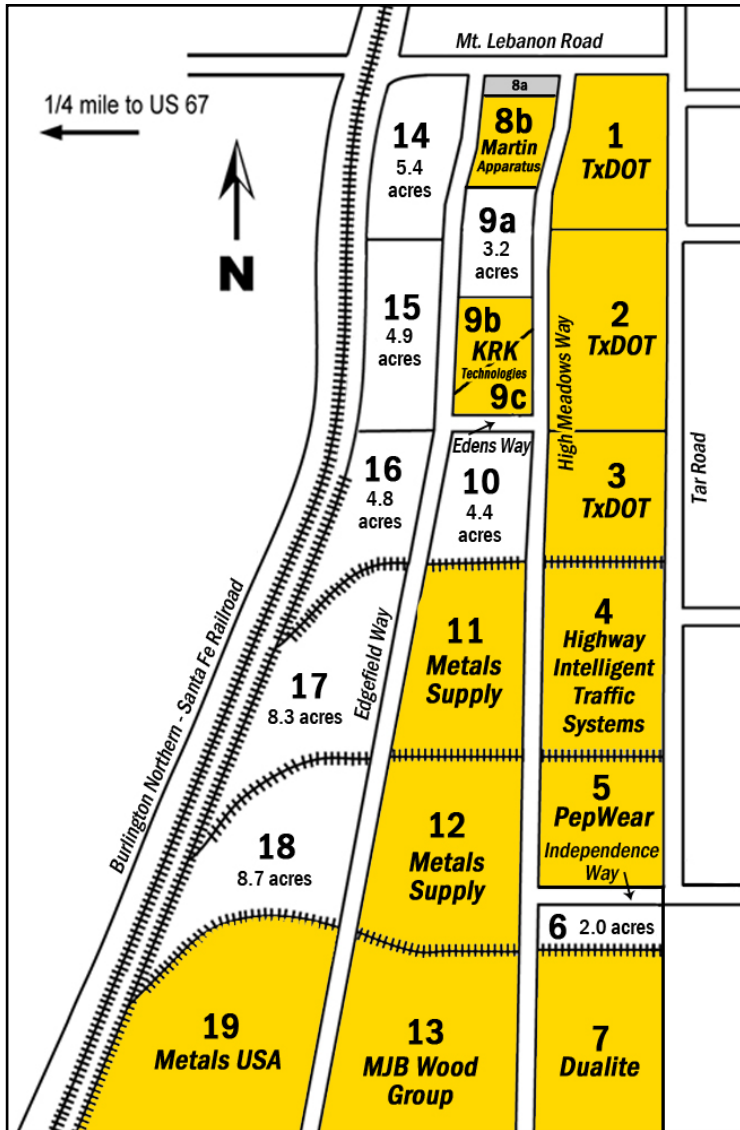 Mt. Lebanon Road
1/4 mile to US 67
N
14
5.4
acres
8a
8b
Martin
Apparatus
1
TxDOT
9a
3.2
acres
15
4.9
acres
9b
KRK
Technologies
9c
2
TxDOT
High Meadows Way
Edens Way
Tar Road
16
4.8
acres
10
4.4
acres
3
TxDOT
Burlington Northern - Santa Fe Railroad
Edgefield Way
17
8.3 acres
11
Metals
Supply
4
Highway
Intelligent
Traffic
Systems
18
8.7 acres
12
Metals
Supply
5
PepWear
Independence
Way
6 2.0 acres
19
Metals USA
13
MJB Wood
Group
7
Dualite